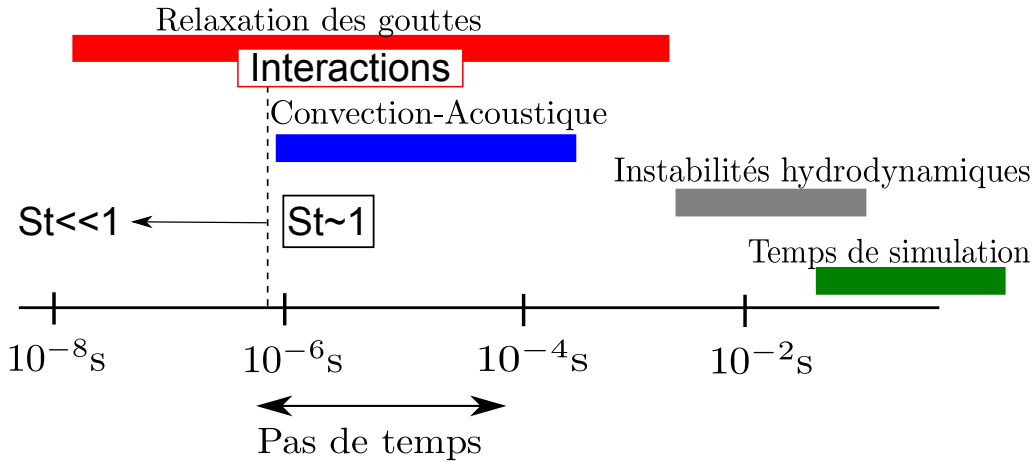 Relaxation des gouttes
Interactions
Convection-Acoustique
Instabilités hydrodynamiques
St<<1
St~1
Temps de simulation
10⁻⁸s
10⁻⁶s
10⁻⁴s
10⁻²s
Pas de temps